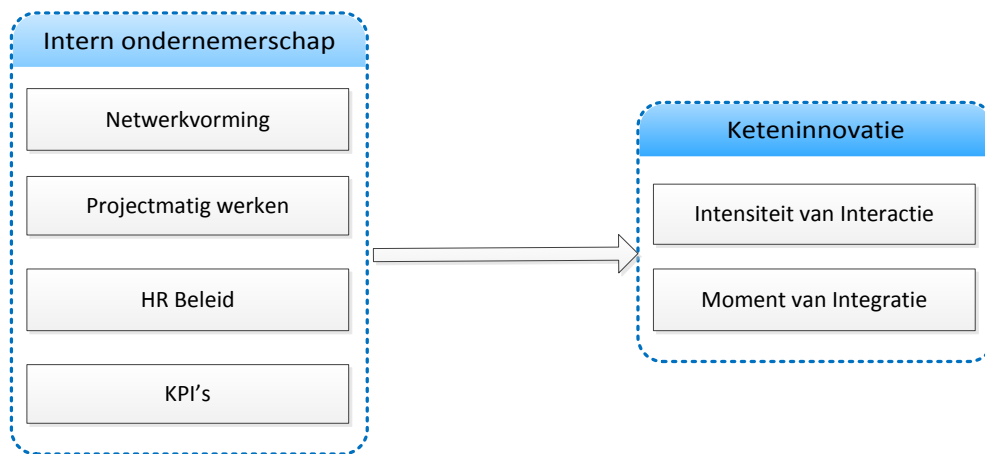 Intern ondernemerschap
Netwerkvorming
Projectmatig werken
HR Beleid
KPI’s
Keteninnovatie
Intensiteit van Interactie
Moment van Integratie